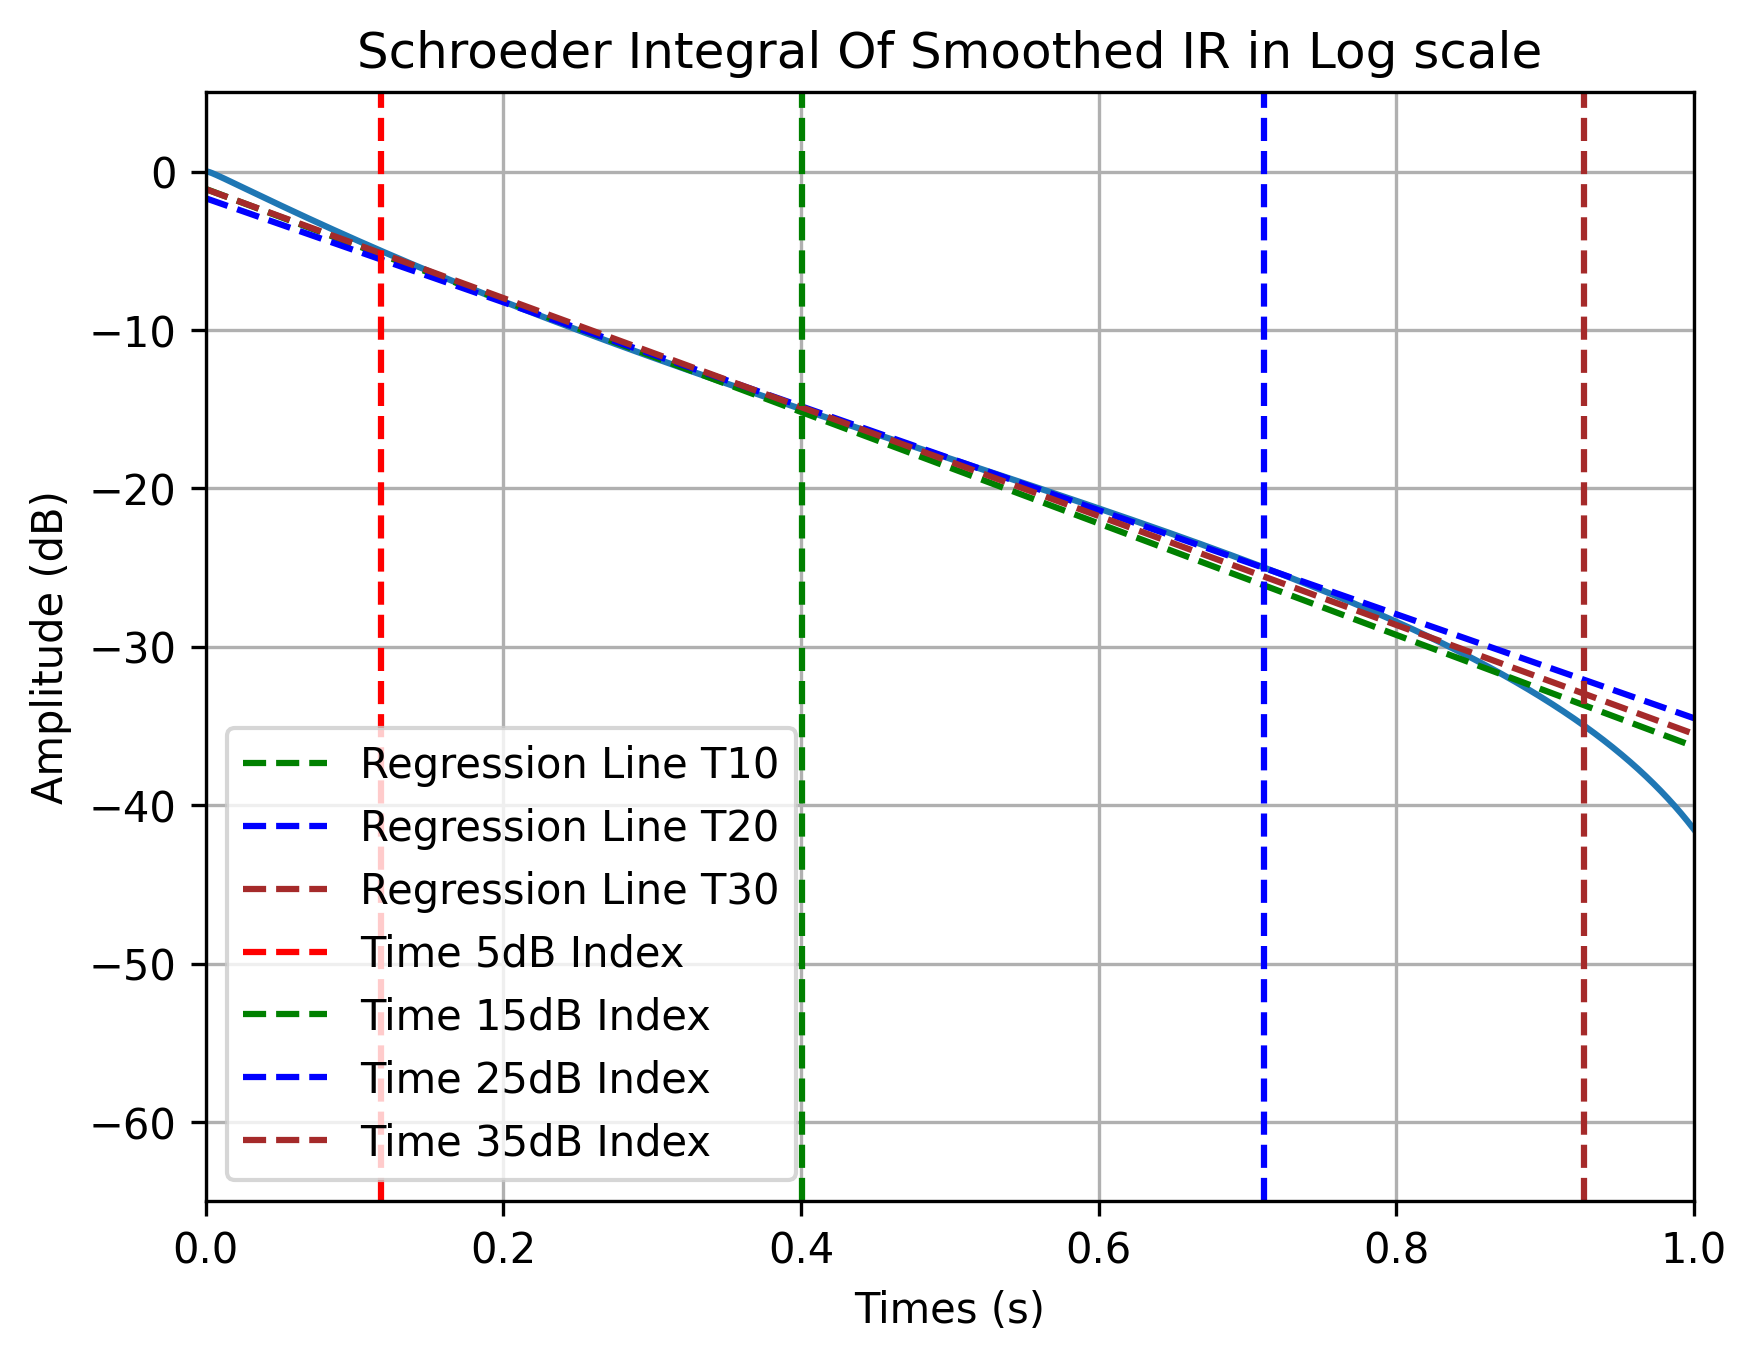 Schroeder Integral Of Smoothed IR in Log scale
0
−10
−20
−30
−40
−50
−60
Amplitude (dB)
Regression Line T10
Regression Line T20
Regression Line T30
Time 5dB Index
Time 15dB Index
Time 25dB Index
Time 35dB Index
0.0 0.2 0.4 0.6 0.8 1.0
Times (s)